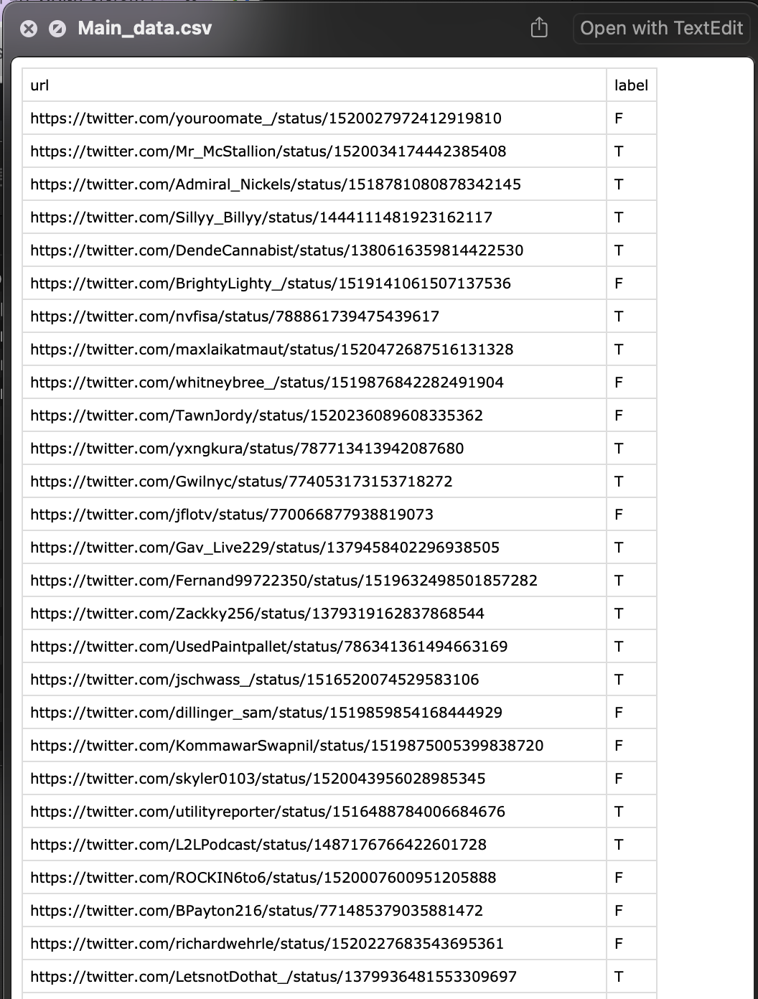 Main_data.csv
Open with TextEdit
url label
https://twitter.com/youroomate_/status/1520027972412919810 F
https://twitter.com/Mr_McStallion/status/1520034174442385408 T
https://twitter.com/Admiral_Nickels/status/1518781080878342145 T
https://twitter.com/Sillyy_Billyy/status/1444111481923162117 T
https://twitter.com/DendeCannabist/status/1380616359814422530 T
https://twitter.com/BrightyLighty_/status/1519141061507137536 F
https://twitter.com/nvfisa/status/788861739475439617 T
https://twitter.com/maxlaikatmaut/status/1520472687516131328 T
https://twitter.com/whitneybree_/status/1519876842282491904 F
https://twitter.com/TawnJordy/status/1520236089608335362 F
https://twitter.com/yxngkura/status/787713413942087680 T
https://twitter.com/Gwilnyc/status/774053173153718272 T
https://twitter.com/jflotv/status/770066877938819073 F
https://twitter.com/Gav_Live229/status/1379458402296938505 T
https://twitter.com/Fernand99722350/status/1519632498501857282 T
https://twitter.com/Zackky256/status/1379319162837868544 T
https://twitter.com/UsedPaintpallet/status/786341361494663169 T
https://twitter.com/jschwass_/status/1516520074529583106 T
https://twitter.com/dillinger_sam/status/1519859854168444929 F
https://twitter.com/KommawarSwapnil/status/1519875005399838720 F
https://twitter.com/skyler0103/status/1520043956028985345 F
https://twitter.com/utilityreporter/status/1516488784006684676 T
https://twitter.com/L2LPodcast/status/1487176766422601728 T
https://twitter.com/ROCKIN6to6/status/1520007600951205888 F
https://twitter.com/BPayton216/status/771485379035881472 F
https://twitter.com/richardwehrle/status/1520227683543695361 F
https://twitter.com/LetsnotDothat_/status/1379936481553309697 T